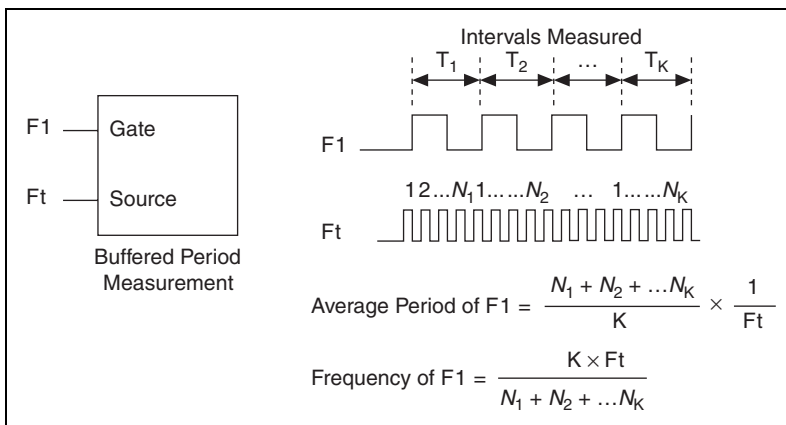 Intervals Measured
T1 T2 … TK
F1 Gate
Ft Source
Buffered Period
Measurement
F1
1 2 ...N1 1 ... ...N2 … 1 ... ...NK
Ft
Average Period of F1 = (N1 + N2 + …NK) / K × 1 / Ft
Frequency of F1 = K × Ft / (N1 + N2 + …NK)